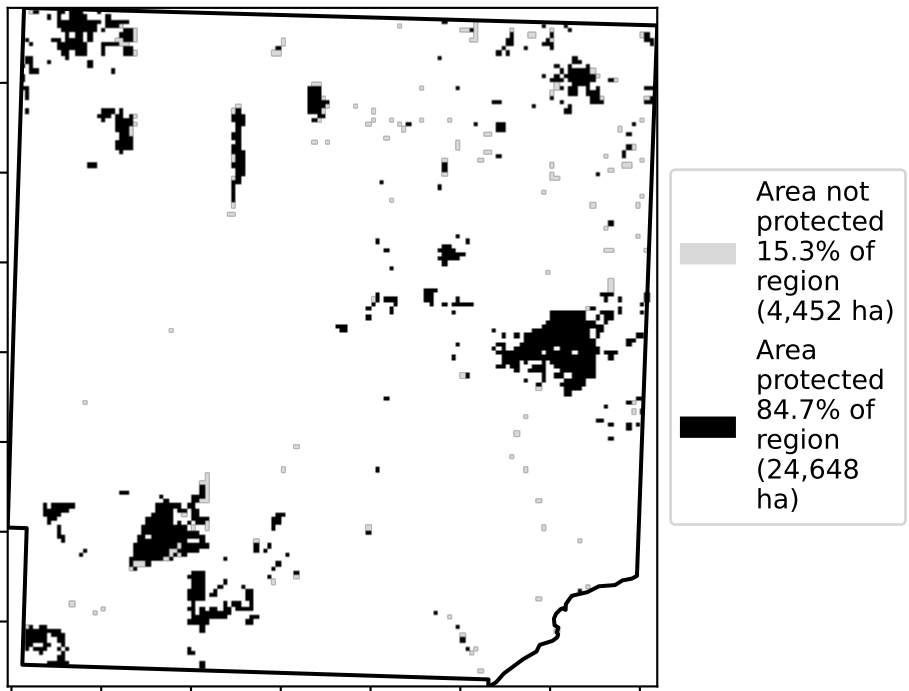 Area not
protected
15.3% of
region
(4,452 ha)
Area
protected
84.7% of
region
(24,648
ha)